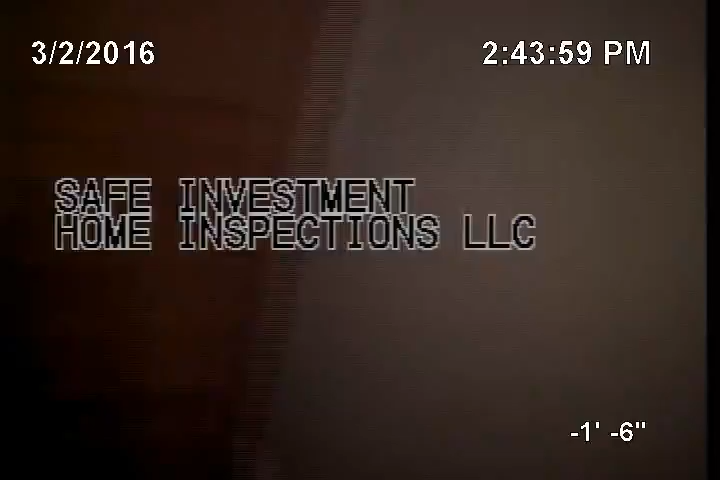 3/2/2016 2:43:59 PM
SAFE INVESTMENT
HOME INSPECTIONS LLC
-1' -6"